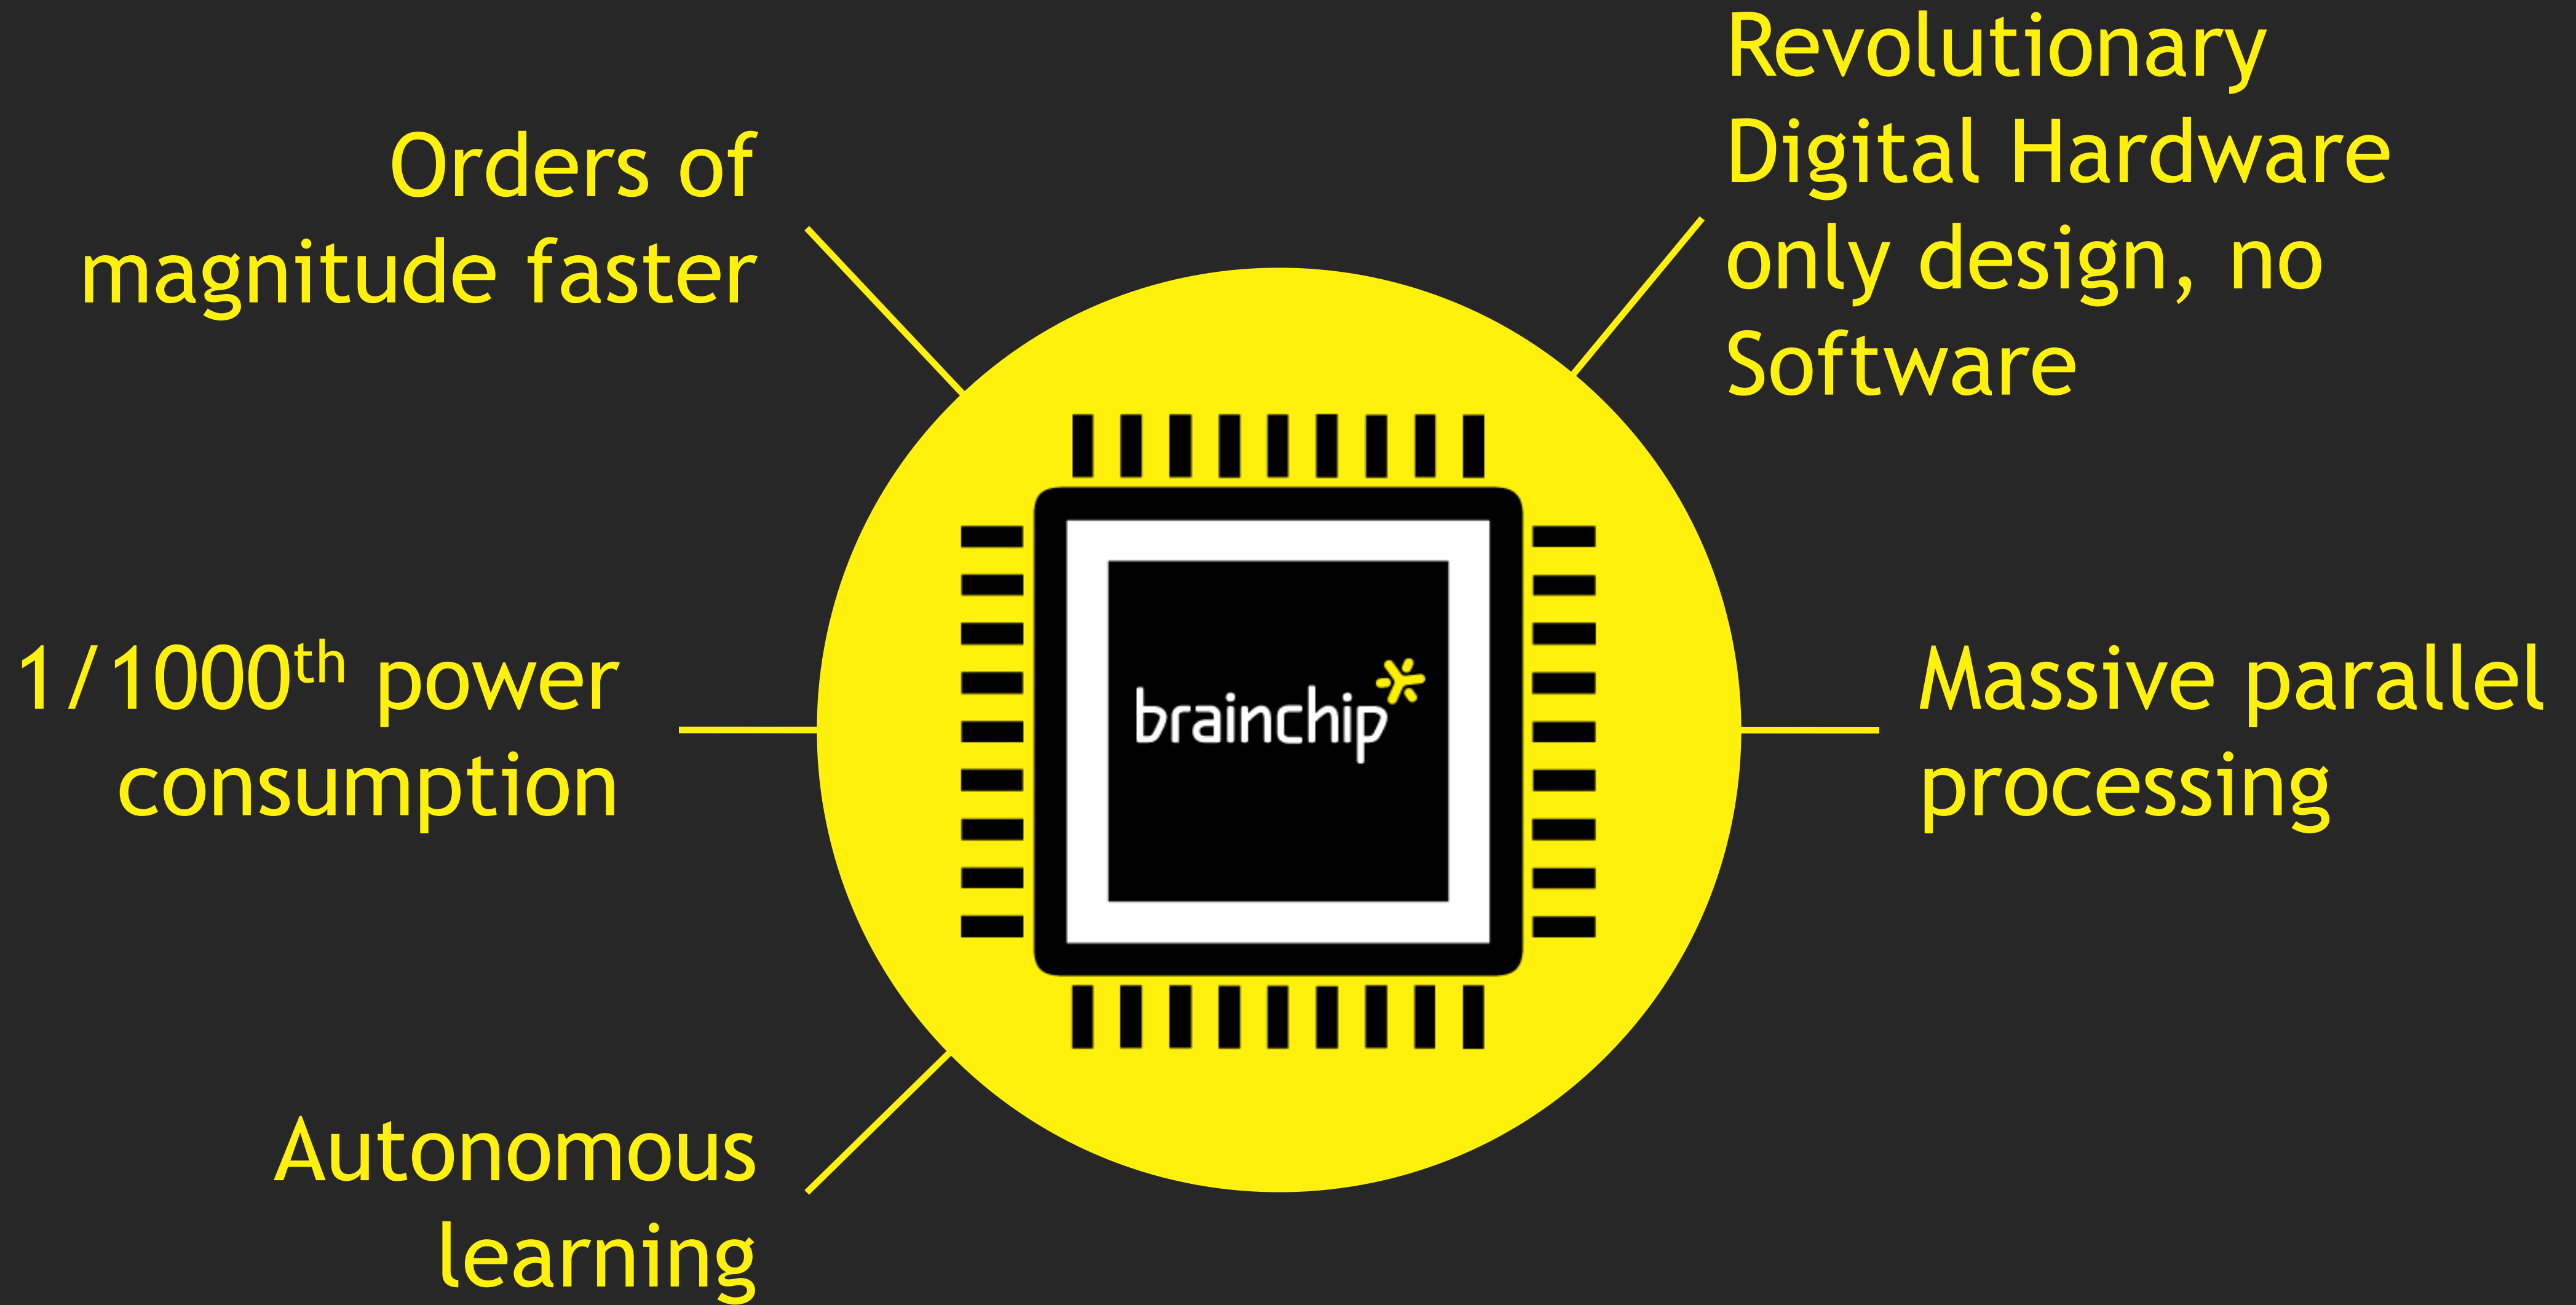 Orders of
magnitude faster
Revolutionary
Digital Hardware
only design, no
Software
1/1000th power
consumption
brainchip
Massive parallel
processing
Autonomous
learning